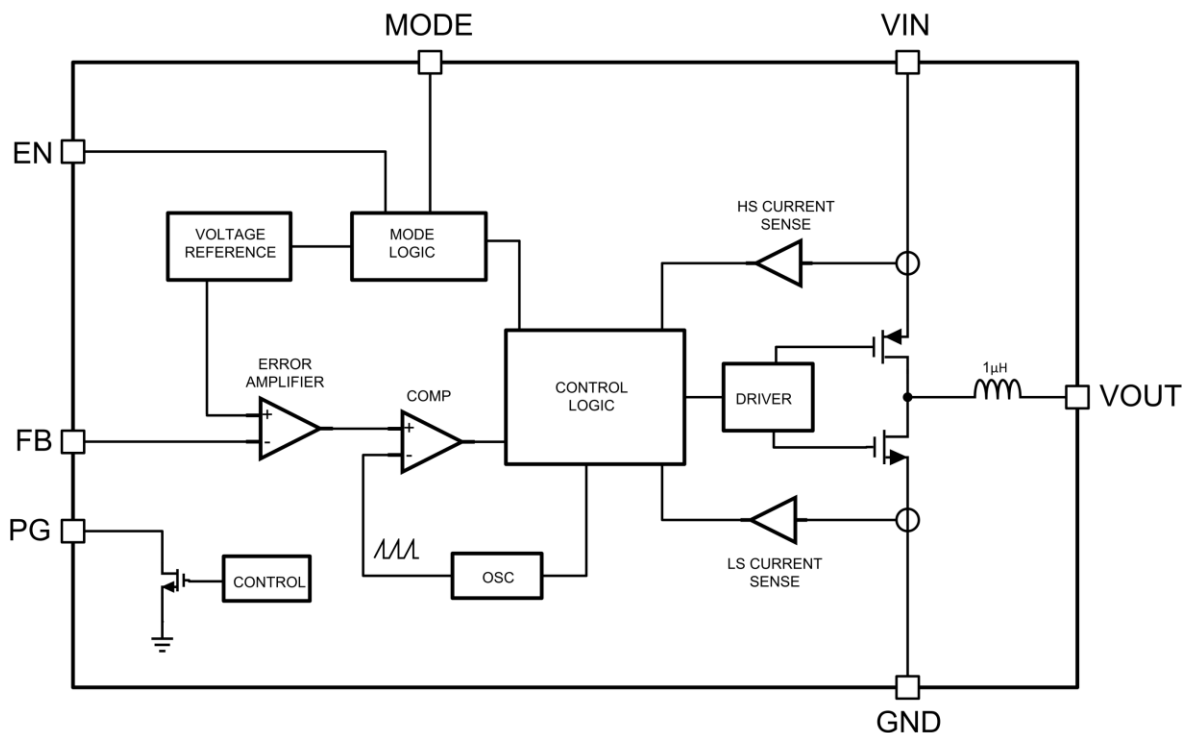 MODE
VIN
EN
HS CURRENT
SENSE
VOLTAGE
REFERENCE
MODE
LOGIC
ERROR
AMPLIFIER
COMP
CONTROL
LOGIC
DRIVER
1µH
VOUT
+
-
+
-
FB
PG
CONTROL
OSC
LS CURRENT
SENSE
GND